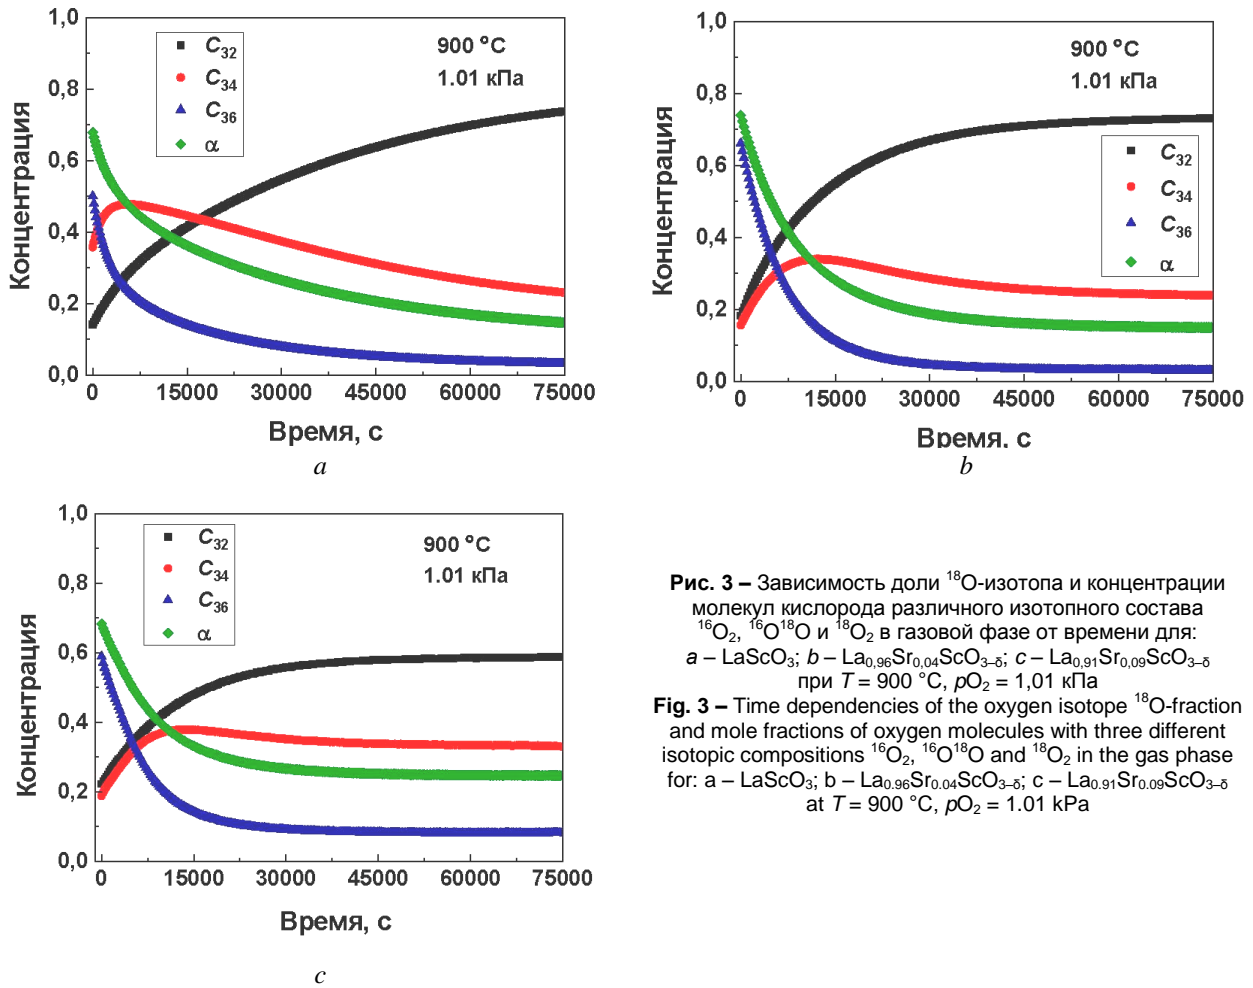 1,0
0,8
0,6
0,4
0,2
0,0
Концентрация
C32
C34
C36
α
900 °C
1.01 кПа
0 15000 30000 45000 60000 75000
Время, с
a
1,0
0,8
0,6
0,4
0,2
0,0
Концентрация
900 °C
1.01 кПа
C32
C34
C36
α
0 15000 30000 45000 60000 75000
Время, с
b
1,0
0,8
0,6
0,4
0,2
0,0
Концентрация
C32
C34
C36
α
900 °C
1.01 кПа
0 15000 30000 45000 60000 75000
Время, с
c
Рис. 3 – Зависимость доли ¹⁸O-изотопа и концентрации
молекул кислорода различного изотопного состава
¹⁶O₂, ¹⁶O¹⁸O и ¹⁸O₂ в газовой фазе от времени для:
a – LaScO₃; b – La₀,₉₆Sr₀,₀₄ScO₃₋δ; c – La₀,₉₁Sr₀,₀₉ScO₃₋δ
при T = 900 °C, pO₂ = 1,01 кПа
Fig. 3 – Time dependencies of the oxygen isotope ¹⁸O-fraction
and mole fractions of oxygen molecules with three different
isotopic compositions ¹⁶O₂, ¹⁶O¹⁸O and ¹⁸O₂ in the gas phase
for: a – LaScO₃; b – La₀.₉₆Sr₀.₀₄ScO₃₋δ; c – La₀.₉₁Sr₀.₀₉ScO₃₋δ
at T = 900 °C, pO₂ = 1.01 kPa